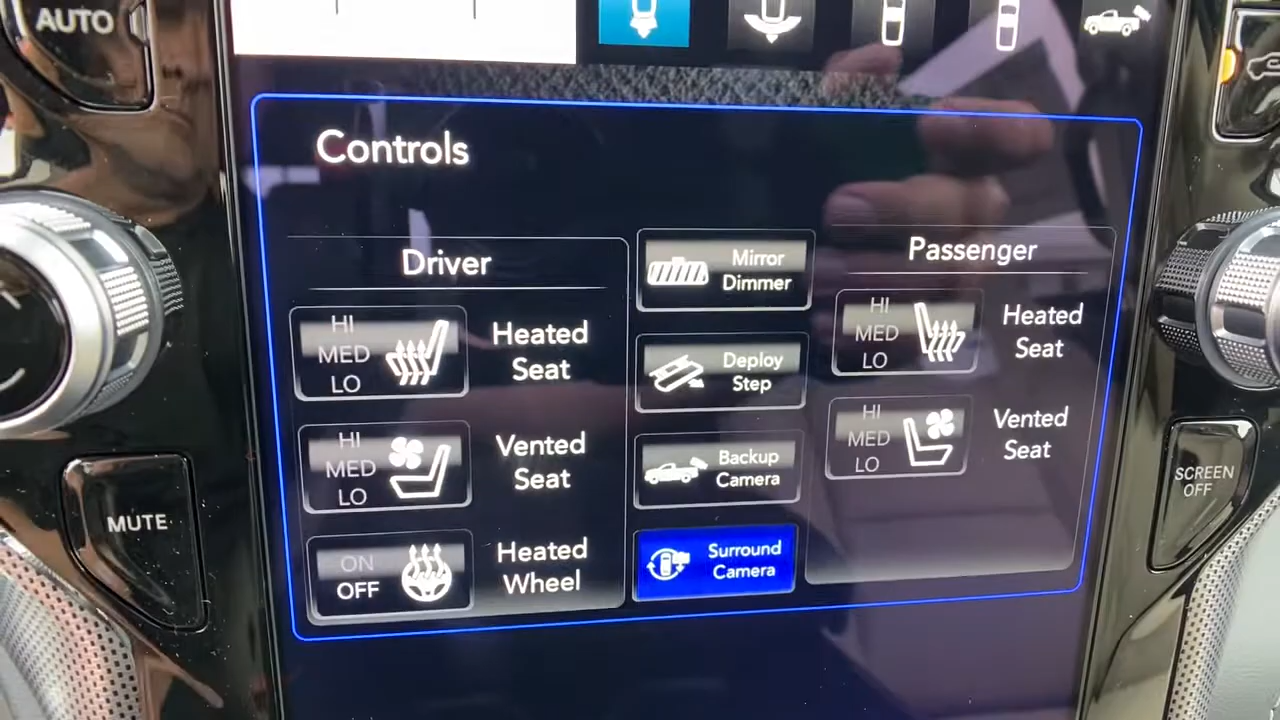 AUTO
Controls
Driver
HI
MED
LO
Heated
Seat
HI
MED
LO
Vented
Seat
ON
OFF
Heated
Wheel
Mirror
Dimmer
Deploy
Step
Backup
Camera
Surround
Camera
Passenger
HI
MED
LO
Heated
Seat
HI
MED
LO
Vented
Seat
MUTE
SCREEN
OFF